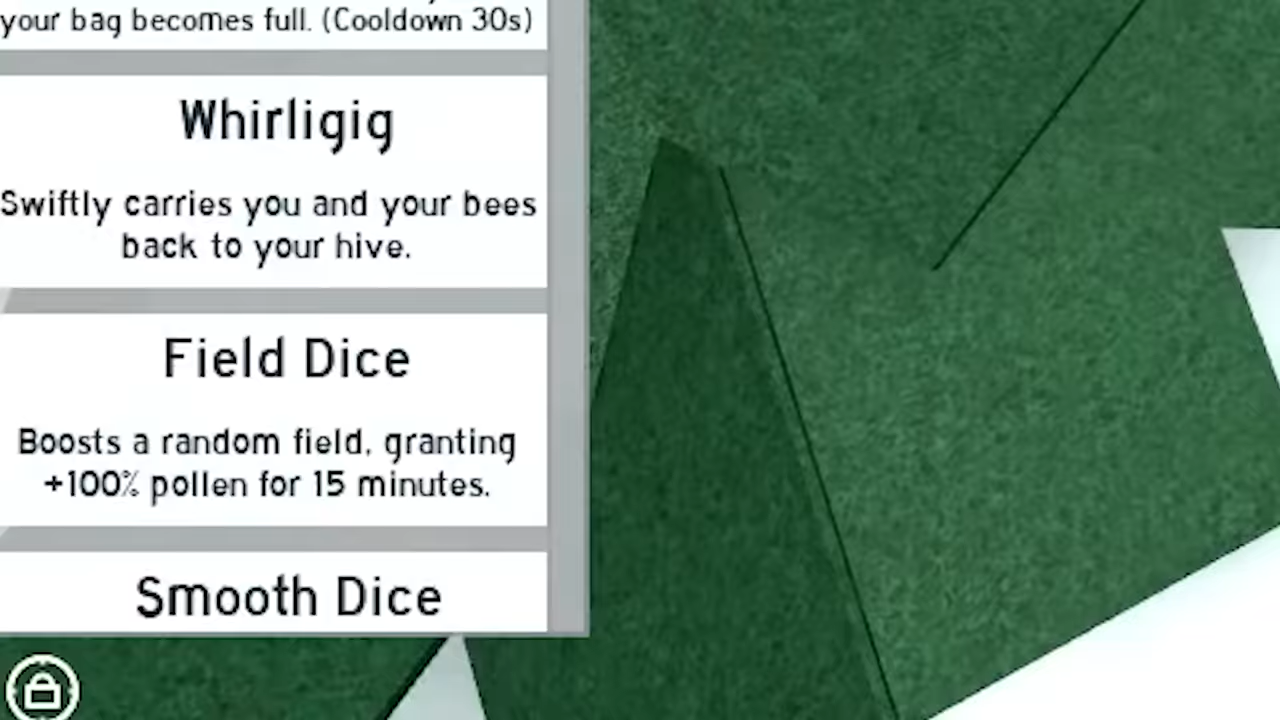 your bag becomes full. (Cooldown 30s)
Whirligig
Swiftly carries you and your bees
back to your hive.
Field Dice
Boosts a random field, granting
+100% pollen for 15 minutes.
Smooth Dice